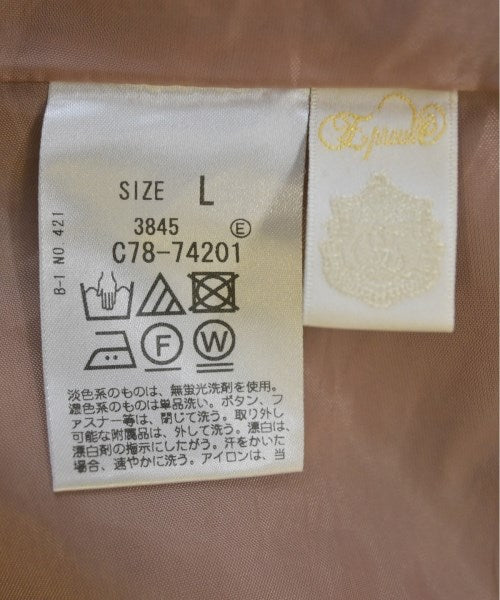 SIZE L
3845 Ⓔ
C78-74201
B-I NO 421
F W
淡色系のものは、無蛍光洗剤を使用。
濃色系のものは単品洗い。ボタン、フ
ァスナー等は、閉じて洗う。取り外し
可能な附属品は、外して洗う。漂白は、
漂白剤の指示にしたがう。汗をかいた
場合、速やかに洗う。アイロンは、当